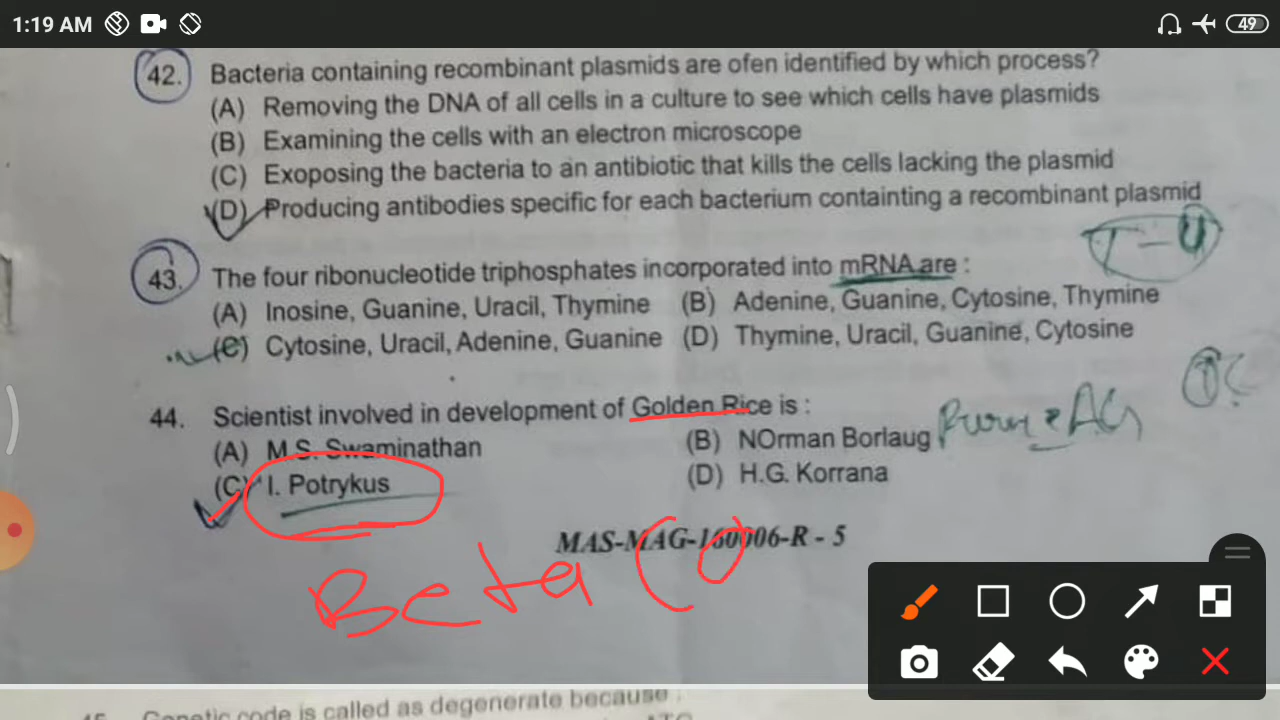 1:19 AM 49
42. Bacteria containing recombinant plasmids are ofen identified by which process?
(A) Removing the DNA of all cells in a culture to see which cells have plasmids
(B) Examining the cells with an electron microscope
(C) Exoposing the bacteria to an antibiotic that kills the cells lacking the plasmid
(D) Producing antibodies specific for each bacterium containting a recombinant plasmid
T-U
43. The four ribonucleotide triphosphates incorporated into mRNA are :
(A) Inosine, Guanine, Uracil, Thymine (B) Adenine, Guanine, Cytosine, Thymine
(C) Cytosine, Uracil, Adenine, Guanine (D) Thymine, Uracil, Guanine, Cytosine
44. Scientist involved in development of Golden Rice is :
(A) M.S. Swaminathan (B) NOrman Borlaug
(C) I. Potrykus (D) H.G. Korrana
MAS-MAG-160006-R - 5
Beta (
45. Genetic code is called as degenerate because :